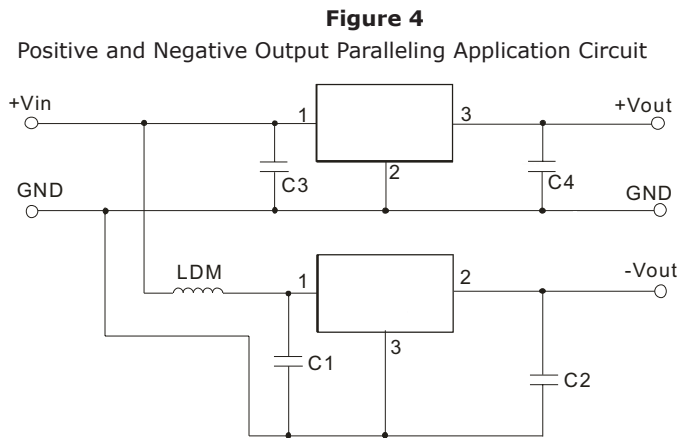 Figure 4
Positive and Negative Output Paralleling Application Circuit
+Vin
1
3
+Vout
C3
2
C4
GND
GND
LDM
1
2
-Vout
C1
3
C2